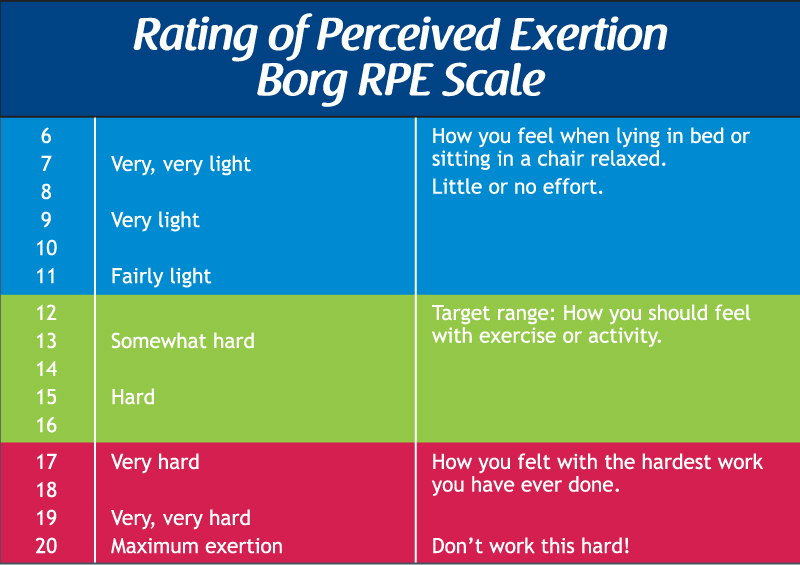 Rating of Perceived Exertion
Borg RPE Scale
6 How you feel when lying in bed or
7 Very, very light sitting in a chair relaxed.
8 Little or no effort.
9 Very light
10
11 Fairly light
12 Target range: How you should feel
13 Somewhat hard with exercise or activity.
14
15 Hard
16
17 Very hard How you felt with the hardest work
18 you have ever done.
19 Very, very hard
20 Maximum exertion Don’t work this hard!